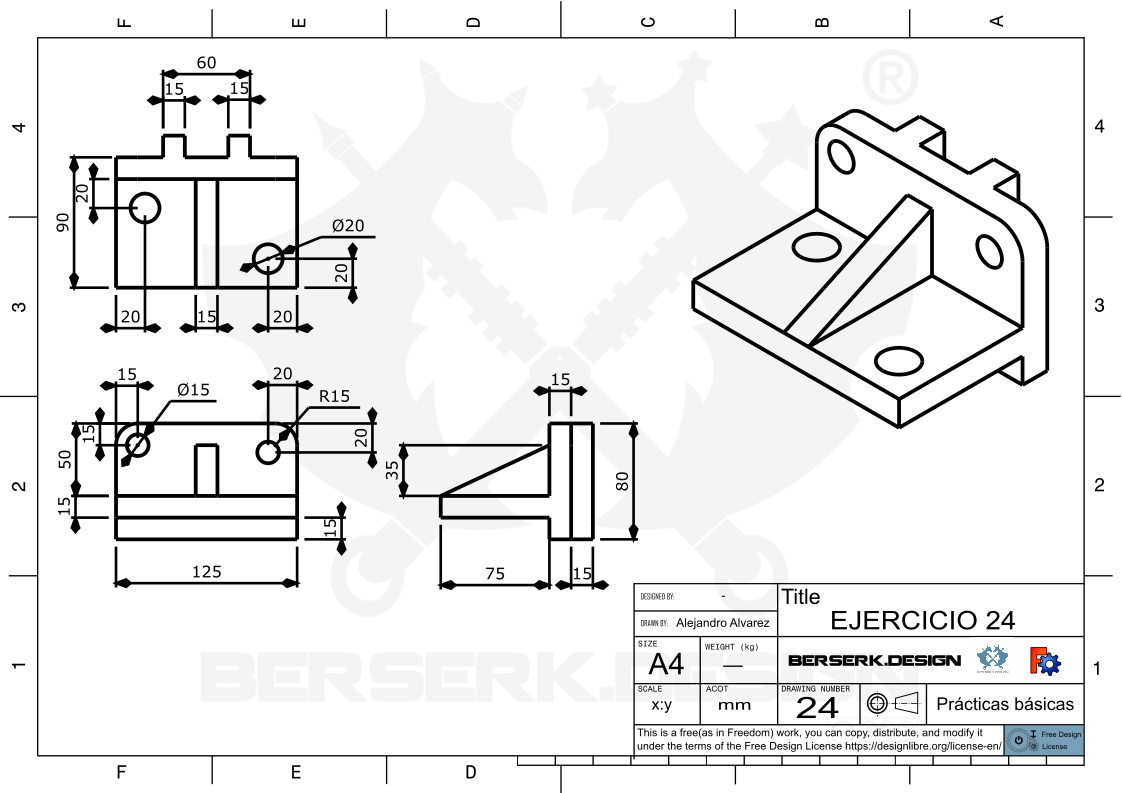 F E D C B A
4 4
3 3
2 2
1 1
F E D
®
60
15 15
90
20
Ø20
20
20 15 20
15 Ø15
20
R15
15
20
50
15
15
125
15
35
80
75 15
BERSERK.DESIGN
DESIGNED BY: -
DRAWN BY: Alejandro Alvarez
Title
EJERCICIO 24
SIZE
A4
WEIGHT (kg)
—
BERSERK.DESIGN
SCALE
x:y
ACOT
mm
DRAWING NUMBER
24
Prácticas básicas
This is a free(as in Freedom) work, you can copy, distribute, and modify it
under the terms of the Free Design License https://designlibre.org/license-en/
Free Design
License